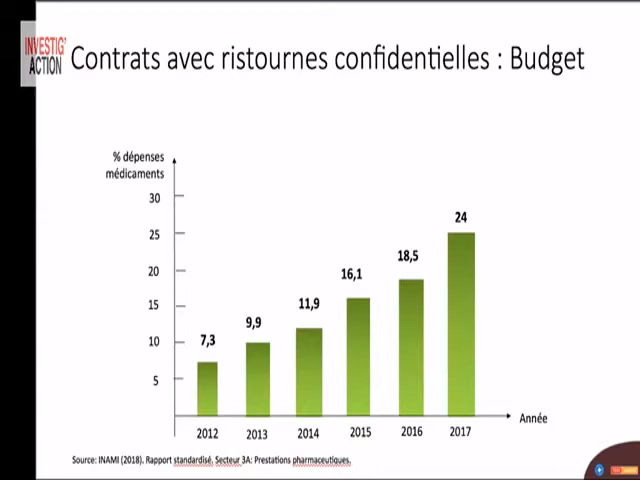 INVESTIG'
ACTION
Contrats avec ristournes confidentielles : Budget
% dépenses
médicaments
30
25
20
15
10
5
7,3
9,9
11,9
16,1
18,5
24
2012
2013
2014
2015
2016
2017
Année
Source: INAMI (2018). Rapport standardisé. Secteur 3A: Prestations pharmaceutiques.